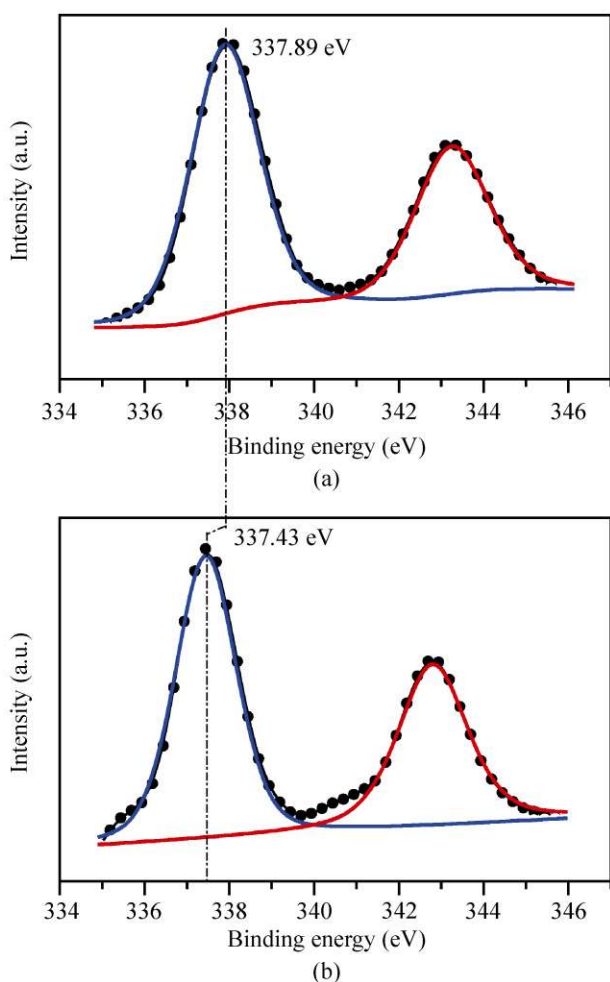 337.89 eV
Intensity (a.u.)
334 336 338 340 342 344 346
Binding energy (eV)
(a)
337.43 eV
Intensity (a.u.)
334 336 338 340 342 344 346
Binding energy (eV)
(b)